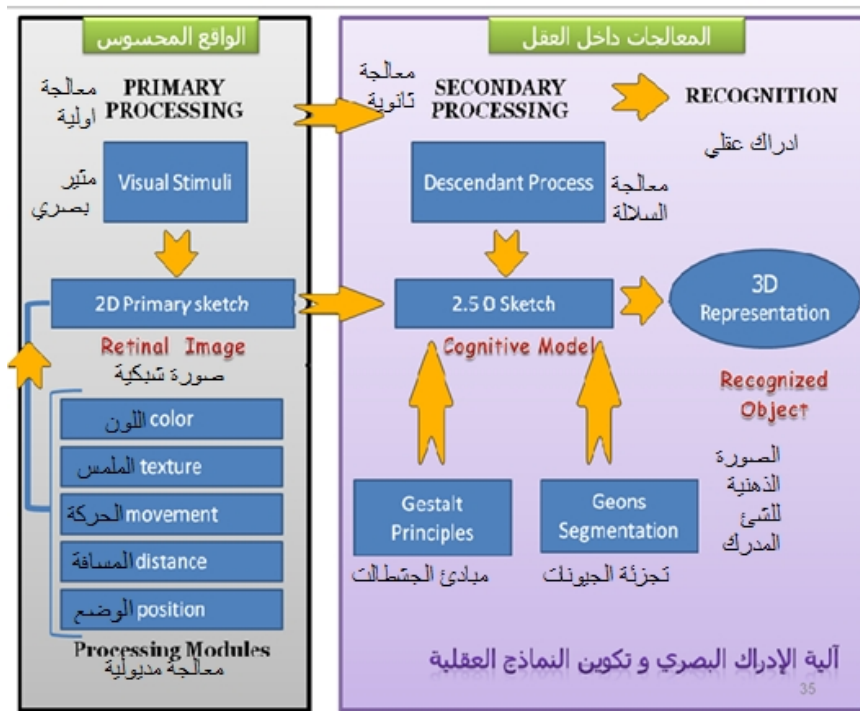 الواقع المحسوس
المعالجات داخل العقل
معالجة
اولية
PRIMARY
PROCESSING
معالجة
ثانوية
SECONDARY
PROCESSING
RECOGNITION
ادراك عقلي
مثير
بصري
Visual Stimuli
Descendant Process
معالجة
السلالة
2D Primary sketch
2.5 D Sketch
3D
Representation
Retinal Image
صورة شبكية
Cognitive Model
Recognized
Object
الصورة
الذهنية
للشئ
المدرك
اللون color
الملمس texture
الحركة movement
المسافة distance
الوضع position
Processing Modules
معالجة مديولية
Gestalt
Principles
مبادئ الجشطالت
Geons
Segmentation
تجزئة الجيونات
آلية الإدراك البصري و تكوين النماذج العقلية
35